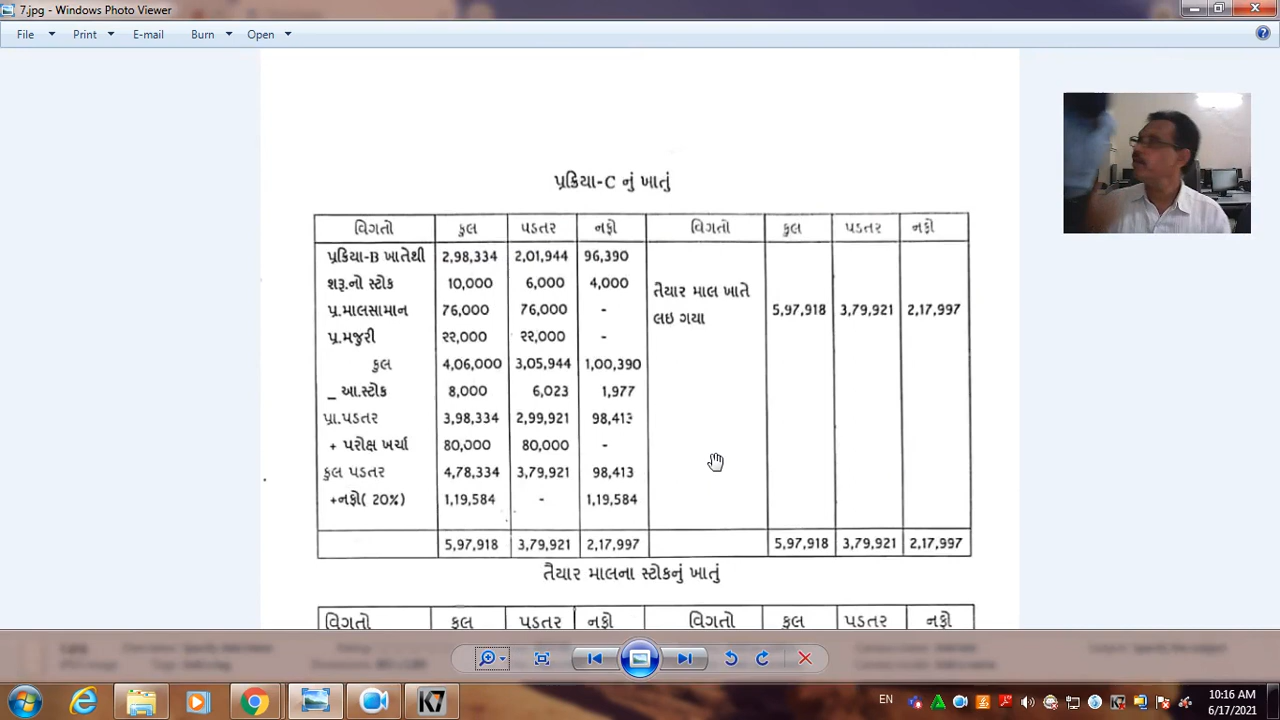 7.jpg - Windows Photo Viewer
File Print E-mail Burn Open
પ્રક્રિયા-C નું ખાતું
વિગતો કુલ પડતર નફો વિગતો કુલ પડતર નફો
પ્રક્રિયા-B ખાતેથી 2,98,334 2,01,944 96,390
શરૂ.નો સ્ટોક 10,000 6,000 4,000 તૈયાર માલ ખાતે
પ્ર.માલસામાન 76,000 76,000 - લઇ ગયા 5,97,918 3,79,921 2,17,997
પ્ર.મજુરી ૨૨,000 ૨૨,000 -
કુલ 4,06,000 3,05,944 1,00,390
_ આ.સ્ટોક 8,000 6,023 1,977
પ્રા.પડતર 3,98,334 2,99,921 98,413
+ પરોક્ષ ખર્ચા 80,000 80,000 -
કુલ પડતર 4,78,334 3,79,921 98,413
+નફો( 20%) 1,19,584 - 1,19,584
5,97,918 3,79,921 2,17,997 5,97,918 3,79,921 2,17,997
તૈયાર માલના સ્ટોકનું ખાતું
વિગતો કુલ પડતર નફો વિગતો કુલ પડતર નફો
K7
EN
10:16 AM
6/17/2021